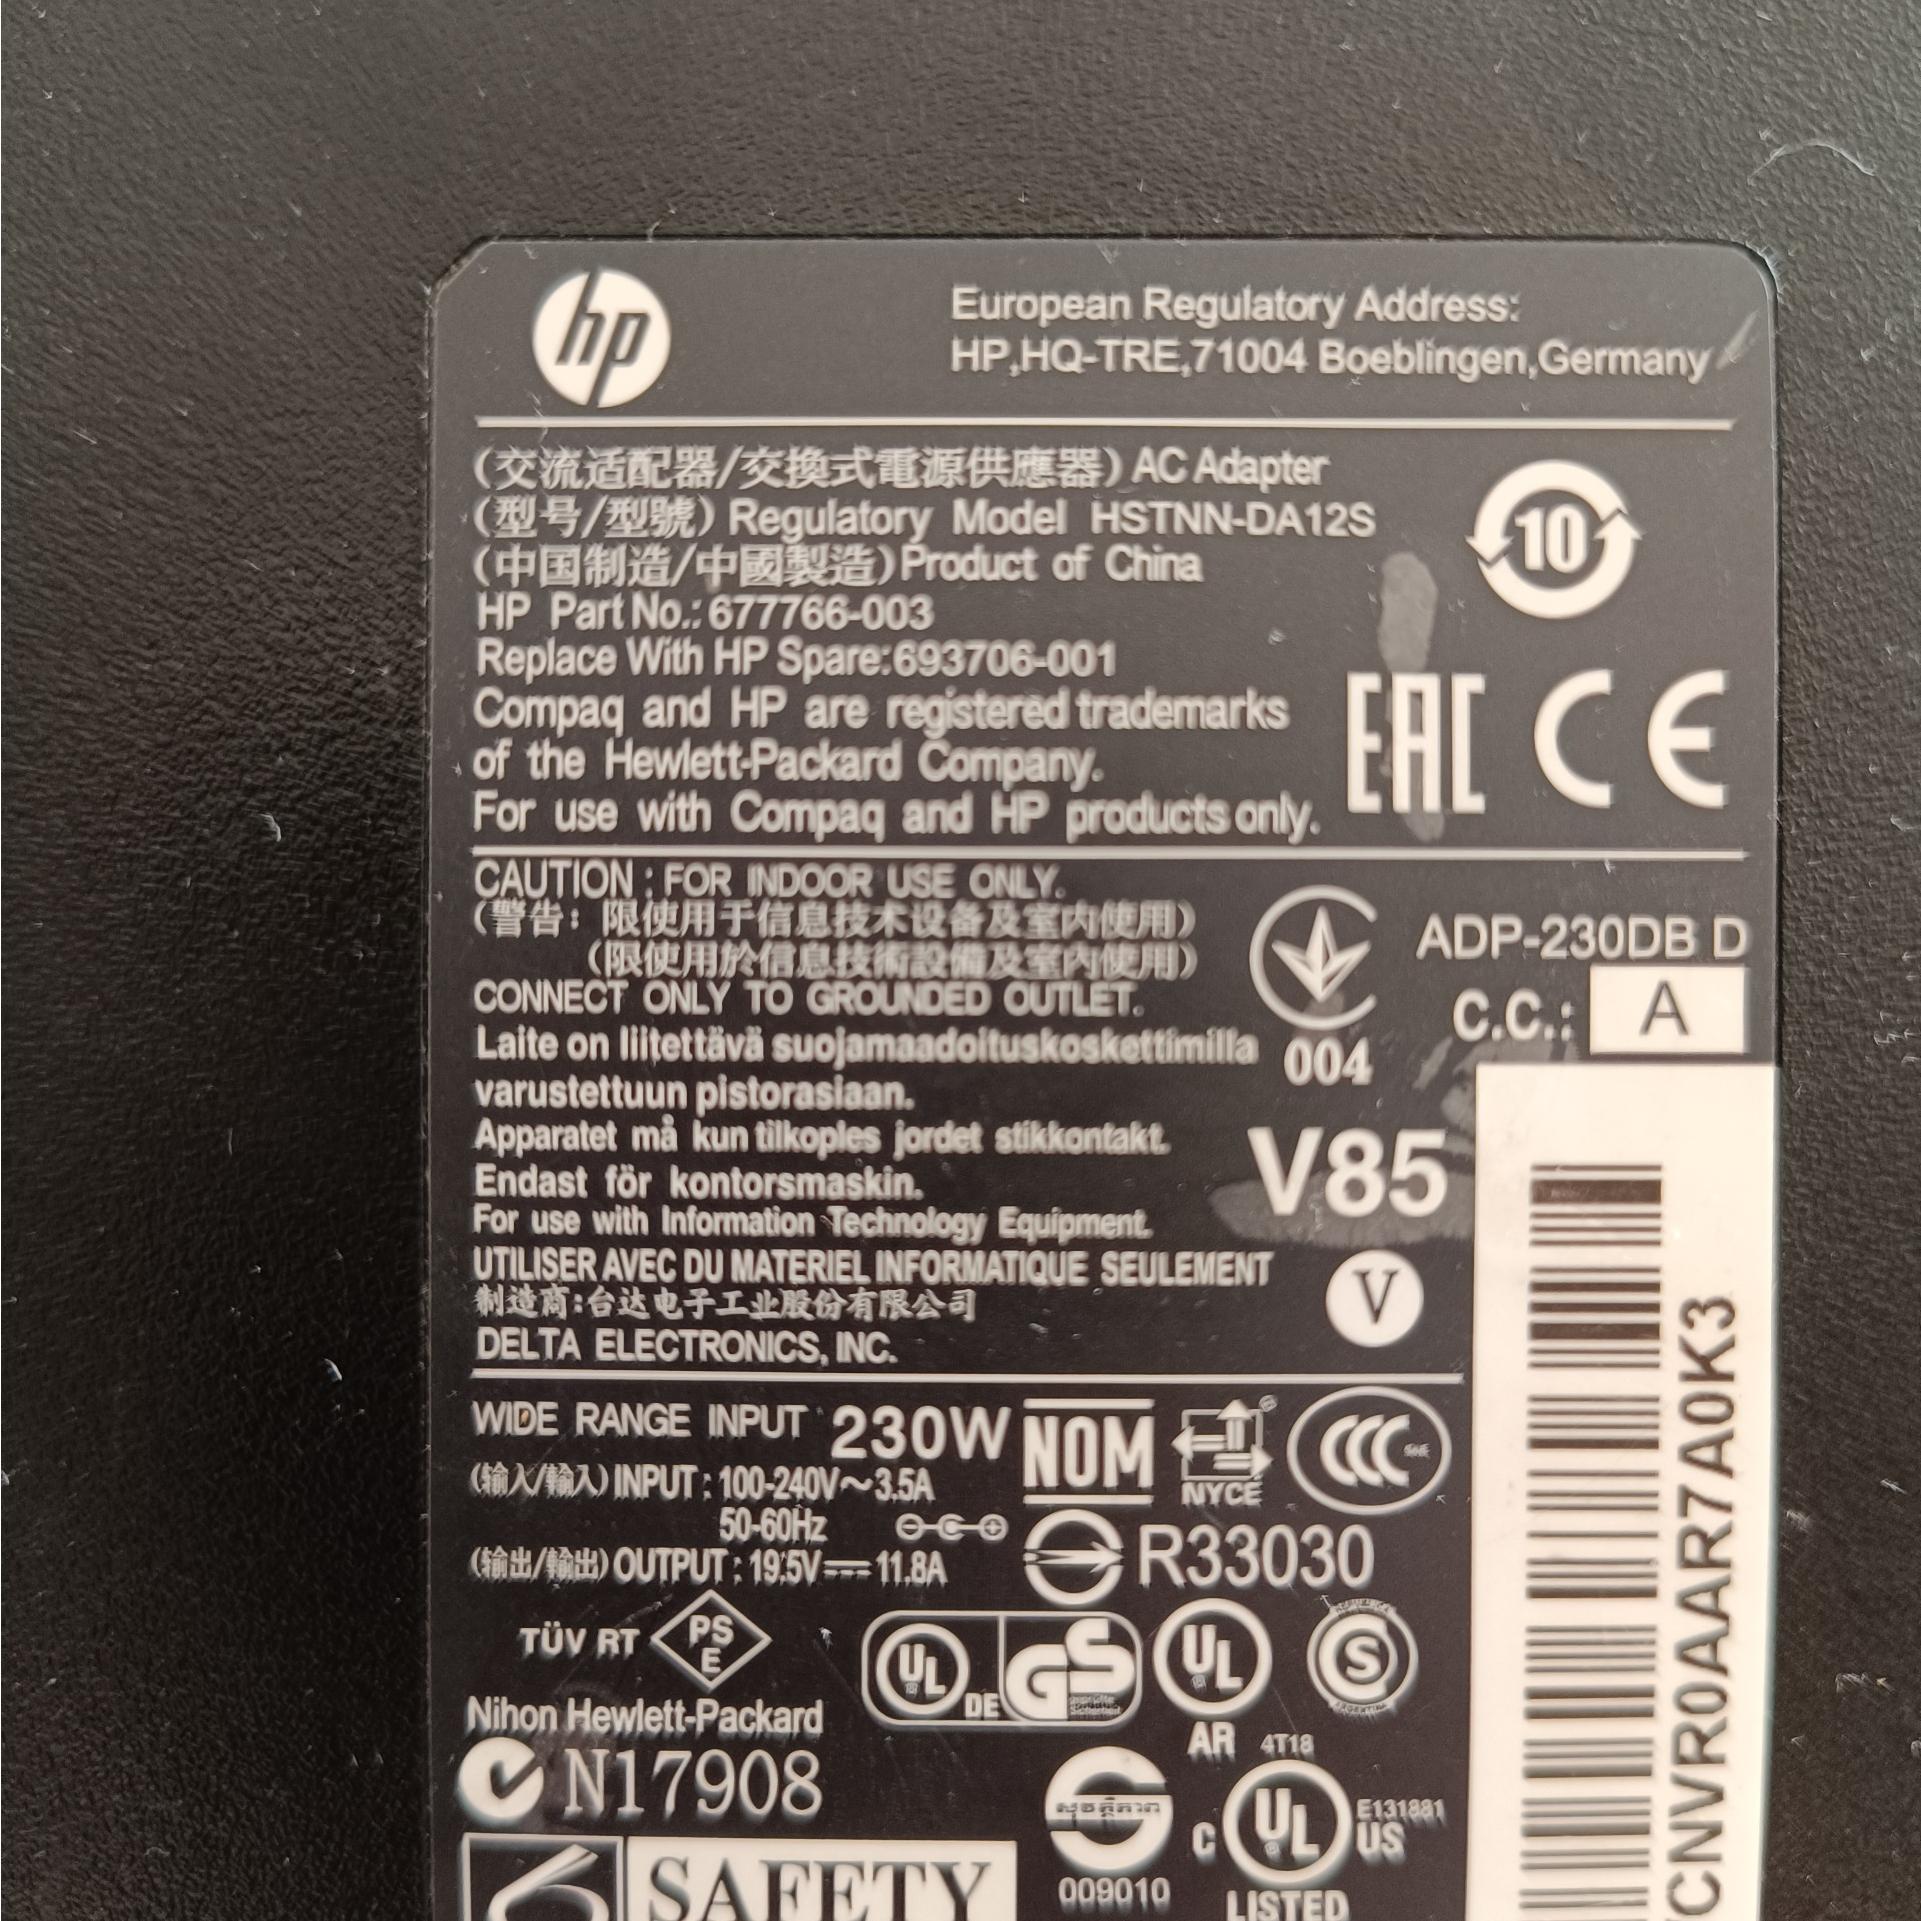 hp
European Regulatory Address:
HP,HQ-TRE,71004 Boeblingen,Germany
(交流适配器/交換式電源供應器) AC Adapter
(型号/型號) Regulatory Model HSTNN-DA12S
(中国制造/中國製造) Product of China
10
HP Part No.: 677766-003
Replace With HP Spare:693706-001
Compaq and HP are registered trademarks
of the Hewlett-Packard Company.
For use with Compaq and HP products only.
EAC CE
CAUTION : FOR INDOOR USE ONLY.
(警告: 限使用于信息技术设备及室内使用)
(限使用於信息技術設備及室內使用)
CONNECT ONLY TO GROUNDED OUTLET.
Laite on liitettävä suojamaadoituskoskettimilla
varustettuun pistorasiaan.
Apparatet må kun tilkoples jordet stikkontakt.
Endast för kontorsmaskin.
For use with Information Technology Equipment.
UTILISER AVEC DU MATERIEL INFORMATIQUE SEULEMENT
制造商:台达电子工业股份有限公司
DELTA ELECTRONICS, INC.
004
ADP-230DB D
C.C.: A
V85
V
WIDE RANGE INPUT 230W
(输入/輸入) INPUT : 100-240V～3.5A
50-60Hz
(输出/輸出) OUTPUT : 19.5V⎓11.8A
NOM
NYCE
CCC
R33030
TÜV RT
PS
E
UL
DE
GS
geprüfte
Sicherheit
UL
AR
S
ARGENTINA
Nihon Hewlett-Packard
N17908
SAFETY
009010
4T18
C UL US
E131881
LISTED
CNVR0AAR7A0K3